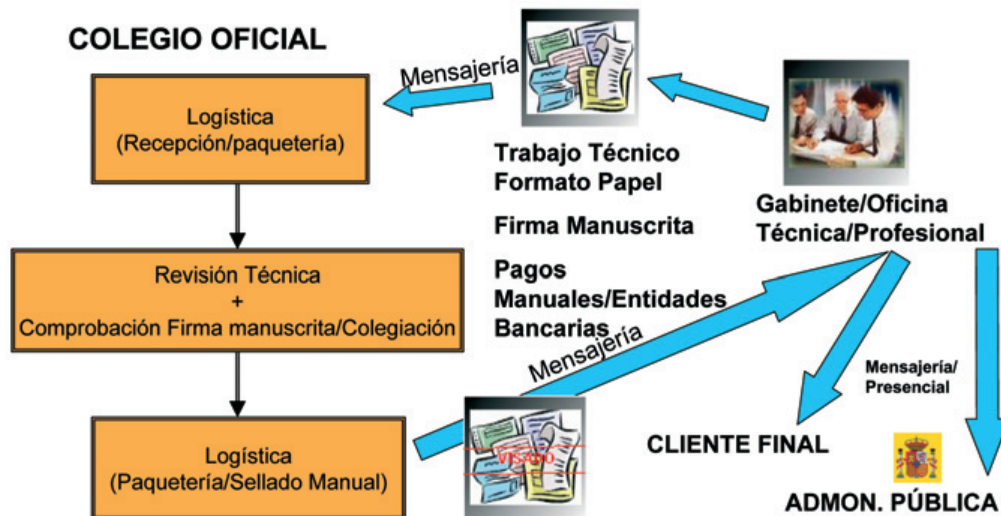 COLEGIO OFICIAL
Logística
(Recepción/paquetería)
Revisión Técnica
+
Comprobación Firma manuscrita/Colegiación
Logística
(Paquetería/Sellado Manual)
Mensajería
Trabajo Técnico
Formato Papel
Firma Manuscrita
Pagos
Manuales/Entidades
Bancarias
Mensajería
VISADO
Gabinete/Oficina
Técnica/Profesional
Mensajería/
Presencial
CLIENTE FINAL
ADMON. PÚBLICA